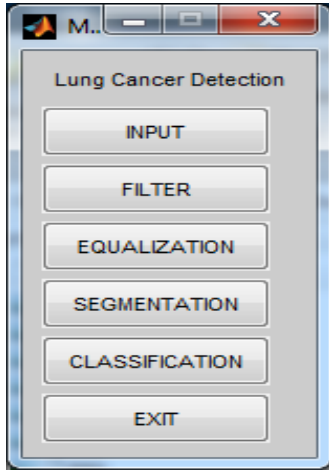 M..
Lung Cancer Detection
INPUT
FILTER
EQUALIZATION
SEGMENTATION
CLASSIFICATION
EXIT